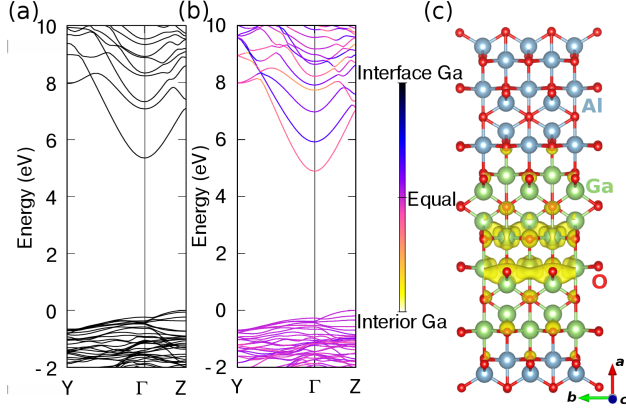 (a)
(b)
(c)
10
8
6
4
2
0
-2
Energy (eV)
Y
Γ
Z
10
8
6
4
2
0
-2
Energy (eV)
Y
Γ
Z
Interface Ga
Equal
Interior Ga
Al
Ga
O
a
b
c